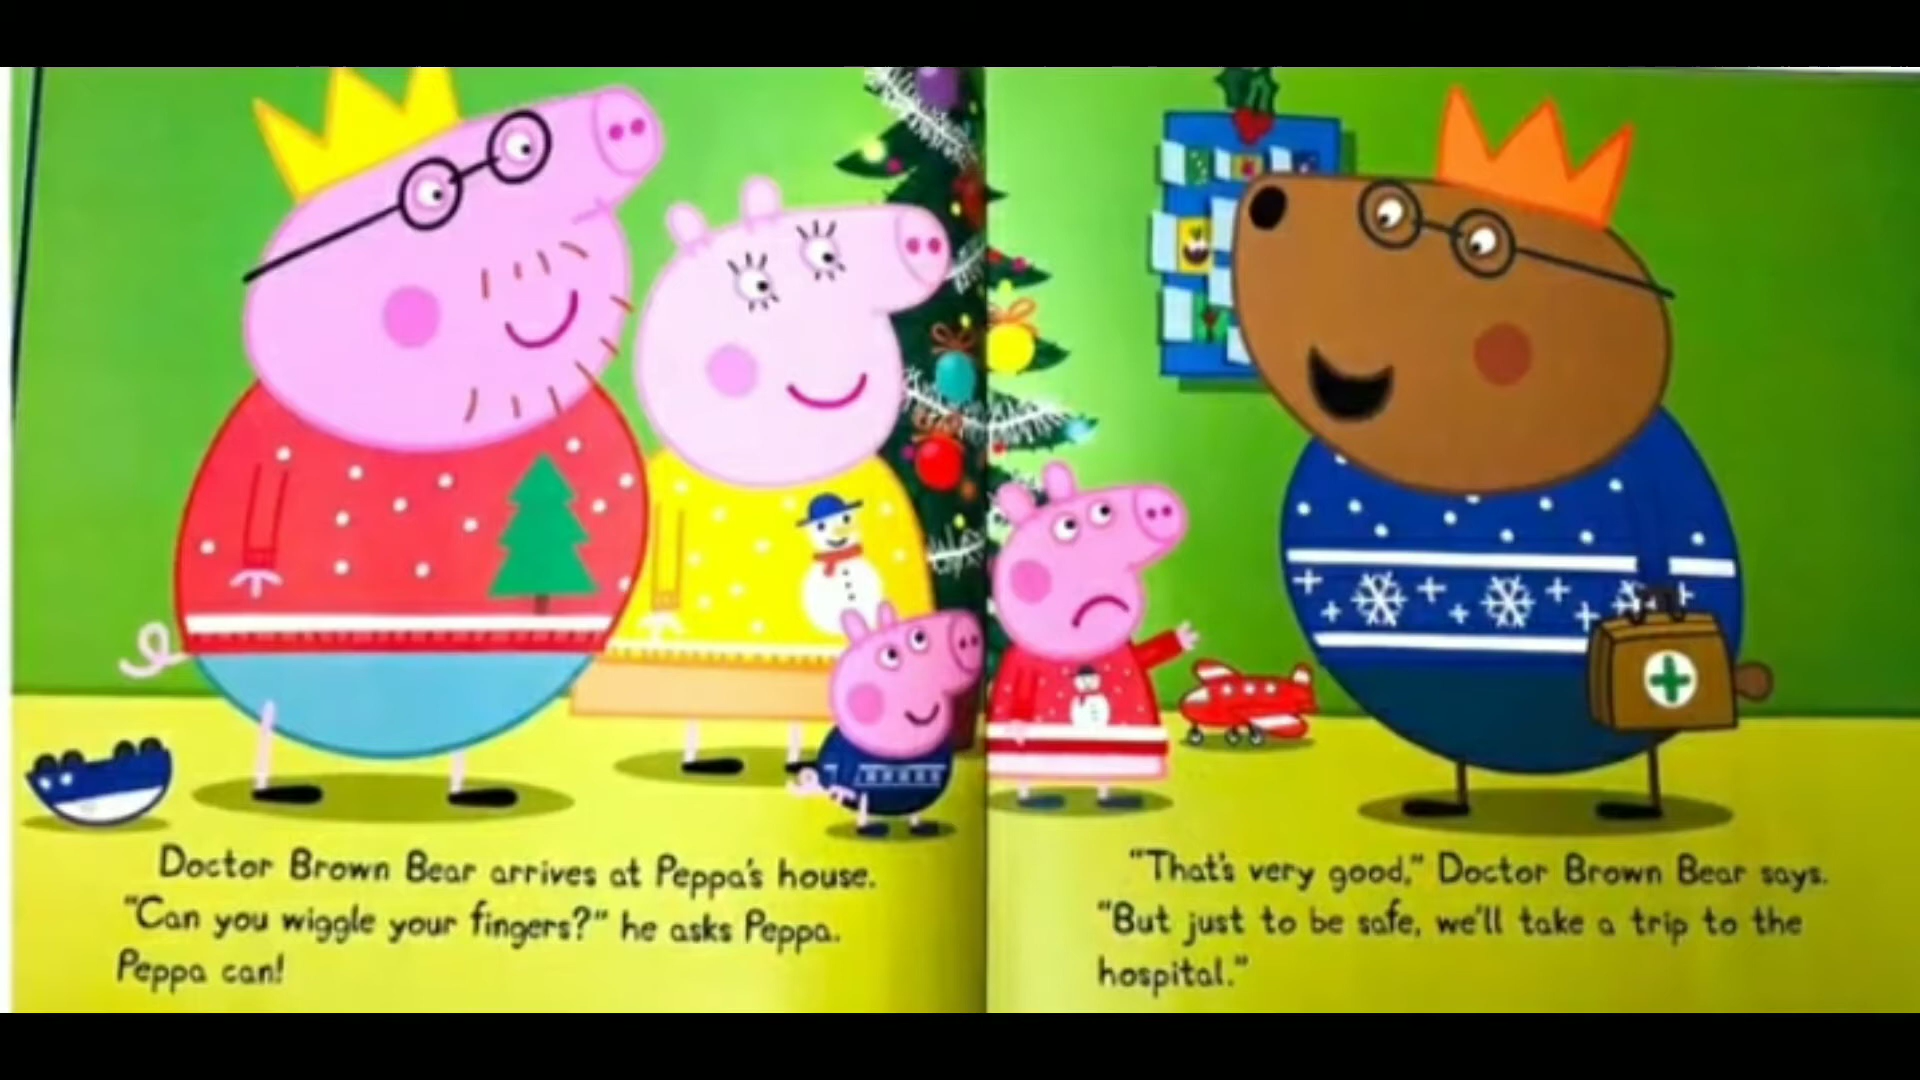 Doctor Brown Bear arrives at Peppa's house.
"Can you wiggle your fingers?" he asks Peppa.
Peppa can!
"That's very good," Doctor Brown Bear says.
"But just to be safe, we'll take a trip to the
hospital."